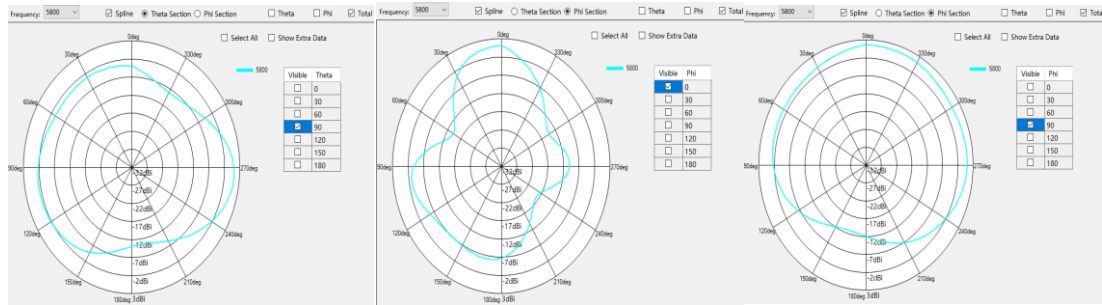 Frequency: 5800 Spline Theta Section Phi Section Theta Phi Total
Select All Show Extra Data
0deg
30deg
330deg
5800
Visible Theta
0
30
60
90
120
150
180
60deg
300deg
90deg
270deg
-32dBi
-27dBi
-22dBi
-17dBi
-12dBi
-7dBi
-2dBi
120deg
240deg
150deg
210deg
180deg 3dBi
Frequency: 5800 Spline Theta Section Phi Section Theta Phi Total
Select All Show Extra Data
0deg
30deg
330deg
5800
Visible Phi
0
30
60
90
120
150
180
60deg
300deg
90deg
270deg
-32dBi
-27dBi
-22dBi
-17dBi
-12dBi
-7dBi
-2dBi
120deg
240deg
150deg
210deg
180deg 3dBi
Frequency: 5800 Spline Theta Section Phi Section Theta Phi Total
Select All Show Extra Data
0deg
30deg
330deg
5800
Visible Phi
0
30
60
90
120
150
180
60deg
300deg
90deg
270deg
-32dBi
-27dBi
-22dBi
-17dBi
-12dBi
-7dBi
-2dBi
120deg
240deg
150deg
210deg
180deg 3dBi